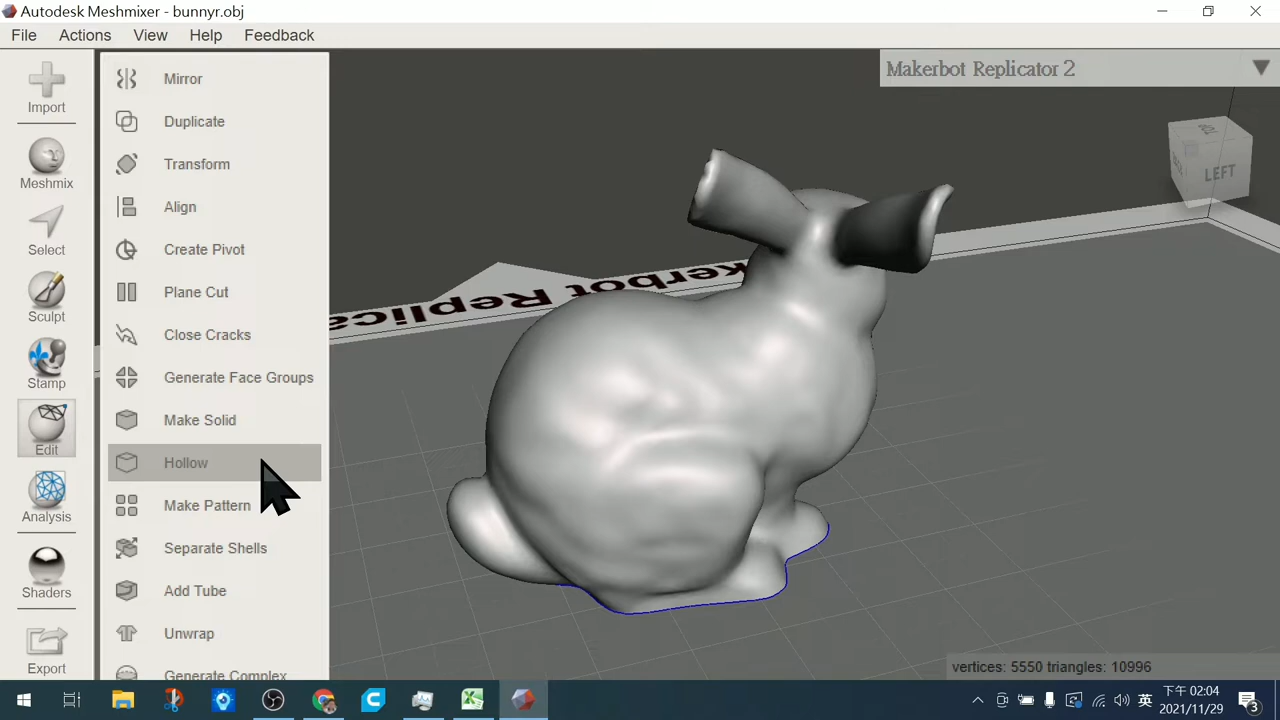 Autodesk Meshmixer - bunnyr.obj
File Actions View Help Feedback
Import
Meshmix
Select
Sculpt
Stamp
Edit
Analysis
Shaders
Export
Mirror
Duplicate
Transform
Align
Create Pivot
Plane Cut
Close Cracks
Generate Face Groups
Make Solid
Hollow
Make Pattern
Separate Shells
Add Tube
Unwrap
Generate Complex
Makerbot Replicator 2
TOP
LEFT
vertices: 5550 triangles: 10996
英
下午 02:04
2021/11/29
3